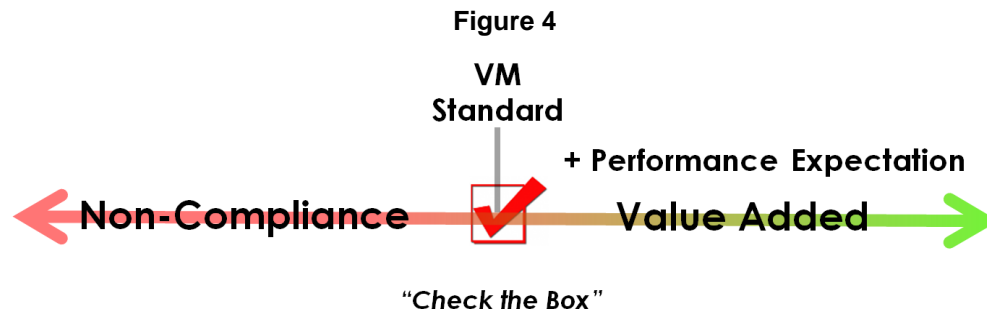 Figure 4
VM
Standard
+ Performance Expectation
Non-Compliance
Value Added
“Check the Box”